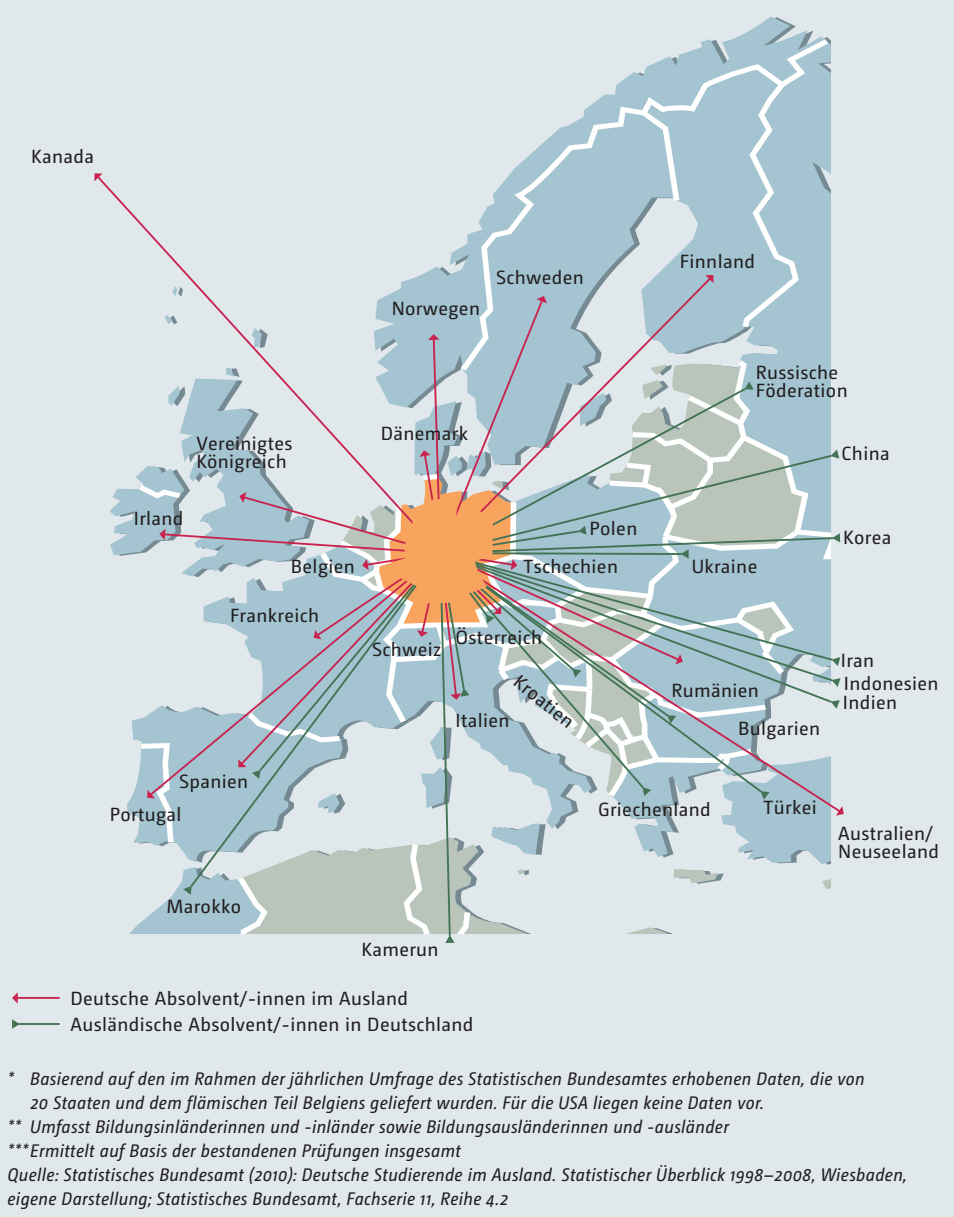 Kanada
Finnland
Schweden
Norwegen
Russische
Föderation
Dänemark
Vereinigtes
Königreich
China
Irland
Polen
Korea
Belgien
Tschechien
Ukraine
Frankreich
Österreich
Schweiz
Iran
Indonesien
Rumänien
Indien
Kroatien
Italien
Bulgarien
Spanien
Portugal
Griechenland
Türkei
Australien/
Neuseeland
Marokko
Kamerun
Deutsche Absolvent/-innen im Ausland
Ausländische Absolvent/-innen in Deutschland
* Basierend auf den im Rahmen der jährlichen Umfrage des Statistischen Bundesamtes erhobenen Daten, die von
20 Staaten und dem flämischen Teil Belgiens geliefert wurden. Für die USA liegen keine Daten vor.
** Umfasst Bildungsinländerinnen und -inländer sowie Bildungsausländerinnen und -ausländer
***Ermittelt auf Basis der bestandenen Prüfungen insgesamt
Quelle: Statistisches Bundesamt (2010): Deutsche Studierende im Ausland. Statistischer Überblick 1998–2008, Wiesbaden,
eigene Darstellung; Statistisches Bundesamt, Fachserie 11, Reihe 4.2